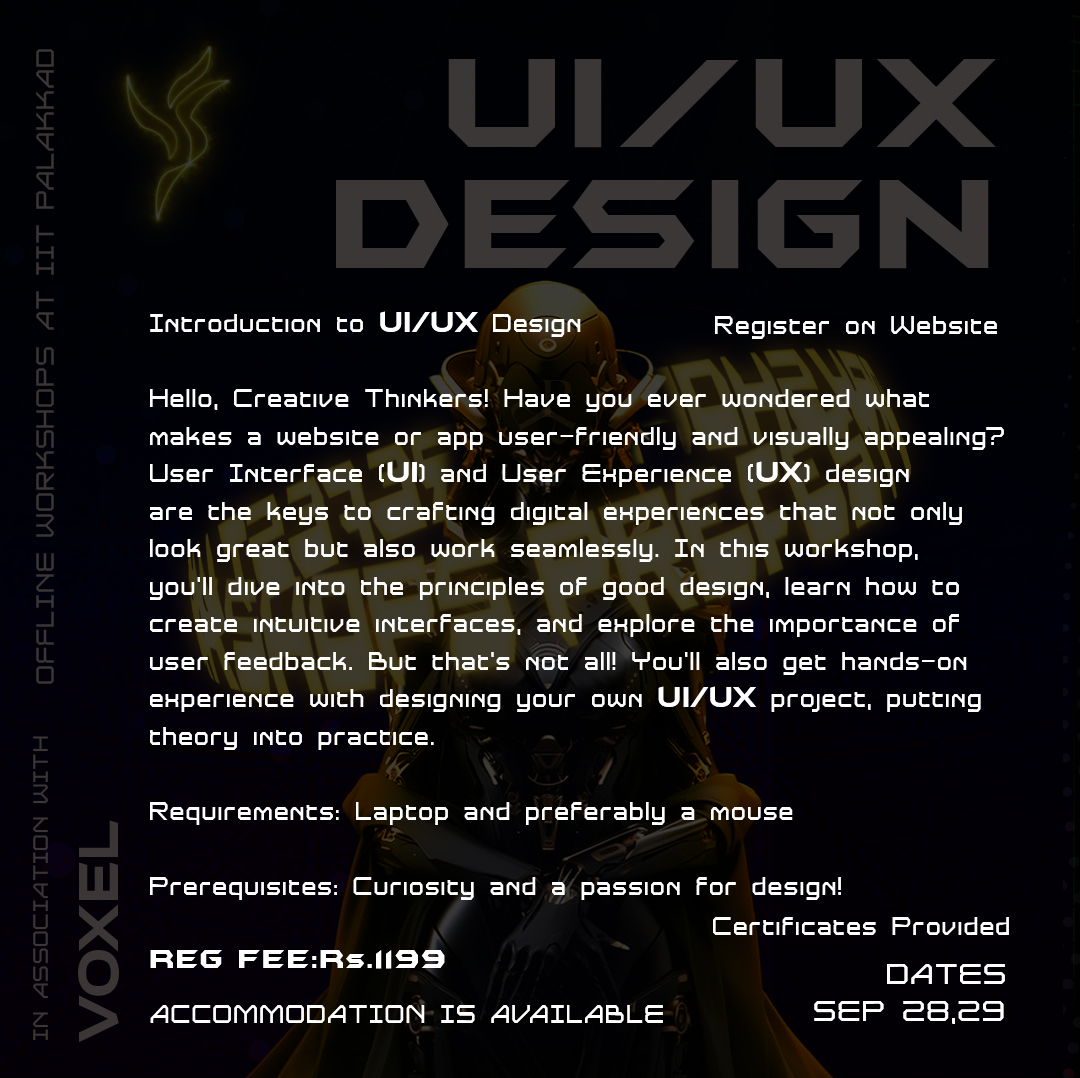 UI/UX
DESIGN
OFFLINE WORKSHOPS AT IIT PALAKKAD
IN ASSOCIATION WITH
VOXEL
Introduction to UI/UX Design
Register on Website
Hello, Creative Thinkers! Have you ever wondered what
makes a website or app user-friendly and visually appealing?
User Interface (UI) and User Experience (UX) design
are the keys to crafting digital experiences that not only
look great but also work seamlessly. In this workshop,
you'll dive into the principles of good design, learn how to
create intuitive interfaces, and explore the importance of
user feedback. But that's not all! You'll also get hands-on
experience with designing your own UI/UX project, putting
theory into practice.
Requirements: Laptop and preferably a mouse
Prerequisites: Curiosity and a passion for design!
Certificates Provided
REG FEE:Rs.1199
DATES
ACCOMMODATION IS AVAILABLE
SEP 28,29